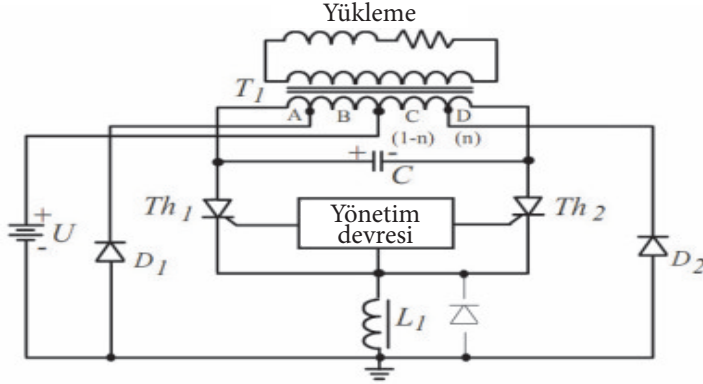 Yükleme
T1
A B C D
(1-n) (n)
+ -
C
Th1
Th2
Yönetim
devresi
+
U
-
D1
D2
L1